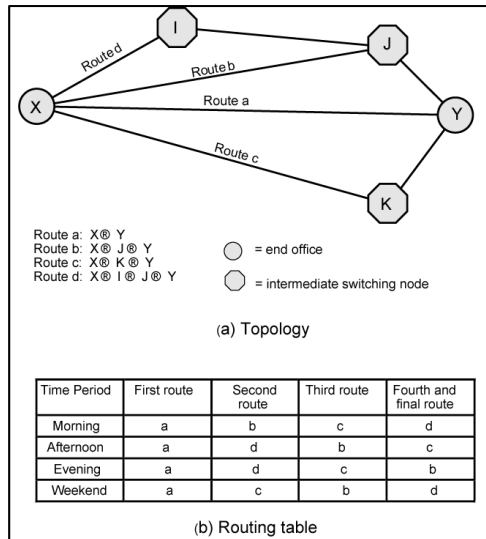 I
J
Route d
Route b
X
Route a
Y
Route c
K
Route a: X® Y
Route b: X® J® Y
Route c: X® K® Y
Route d: X® I® J® Y
= end office
= intermediate switching node
(a) Topology
Time Period First route Second route Third route Fourth and final route
Morning a b c d
Afternoon a d b c
Evening a d c b
Weekend a c b d
(b) Routing table